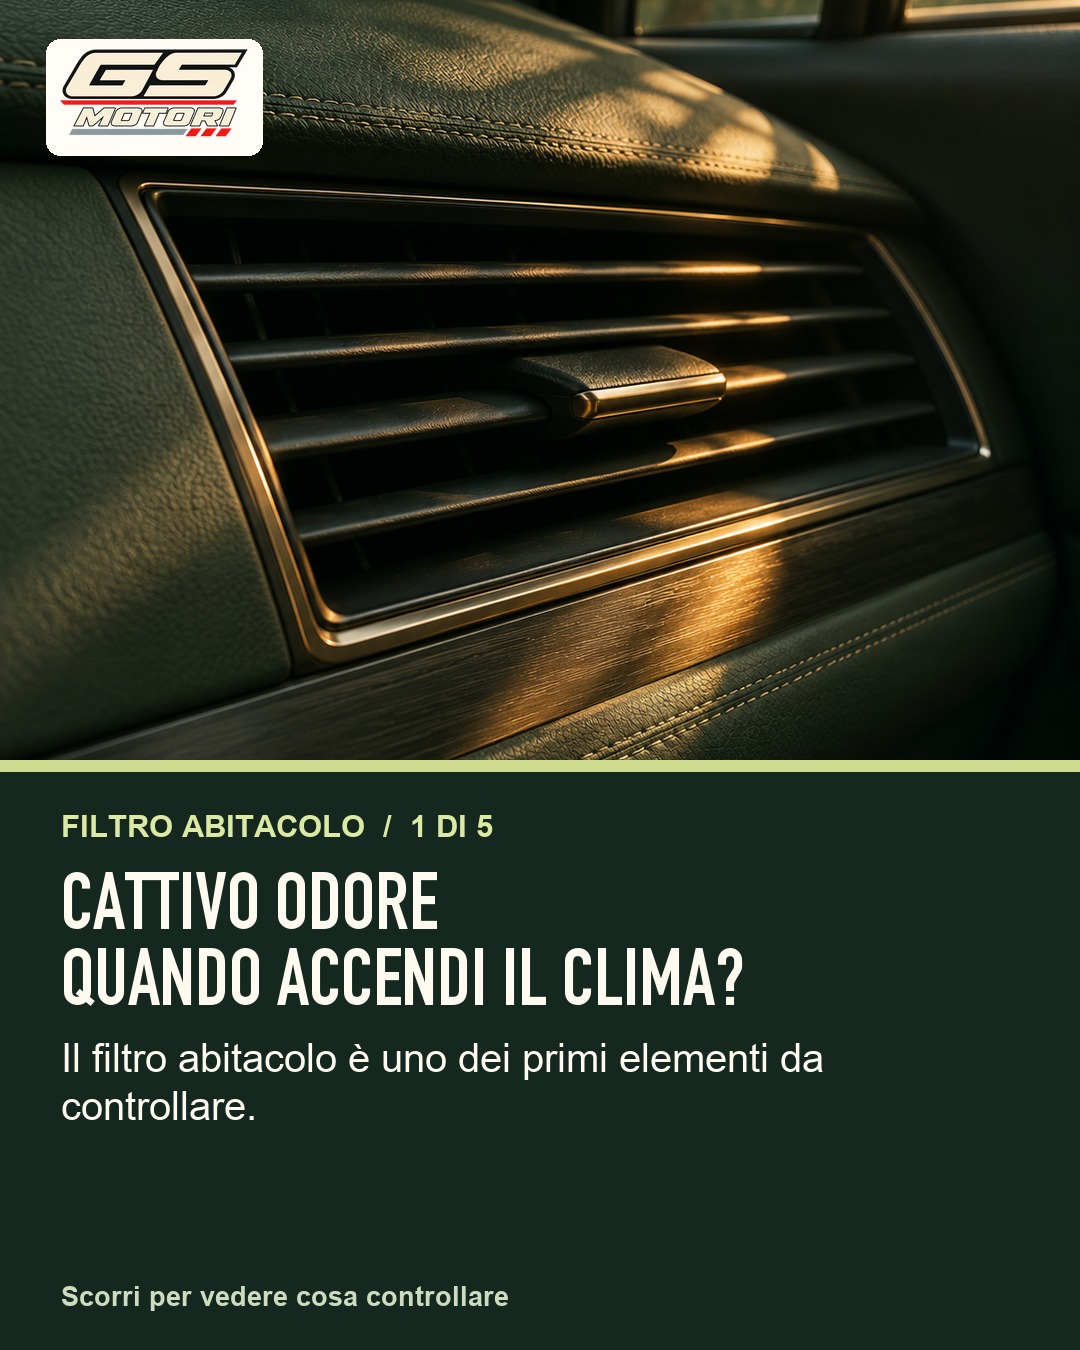 GS
MOTORI
FILTRO ABITACOLO / 1 DI 5
CATTIVO ODORE
QUANDO ACCENDI IL CLIMA?
Il filtro abitacolo è uno dei primi elementi da
controllare.
Scorri per vedere cosa controllare